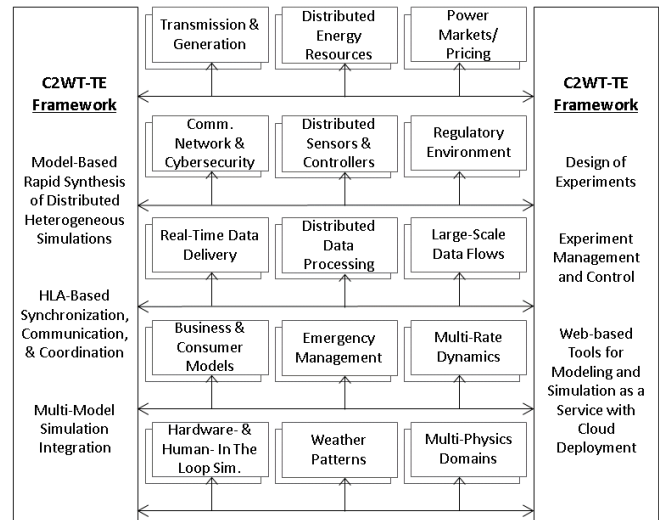 C2WT-TE
Framework
Model-Based
Rapid Synthesis
of Distributed
Heterogeneous
Simulations
HLA-Based
Synchronization,
Communication,
& Coordination
Multi-Model
Simulation
Integration
Transmission &
Generation
Distributed
Energy
Resources
Power
Markets/
Pricing
Comm.
Network &
Cybersecurity
Distributed
Sensors &
Controllers
Regulatory
Environment
Real-Time Data
Delivery
Distributed
Data
Processing
Large-Scale
Data Flows
Business &
Consumer
Models
Emergency
Management
Multi-Rate
Dynamics
Hardware- &
Human- In The
Loop Sim.
Weather
Patterns
Multi-Physics
Domains
C2WT-TE
Framework
Design of
Experiments
Experiment
Management
and Control
Web-based
Tools for
Modeling and
Simulation as a
Service with
Cloud
Deployment